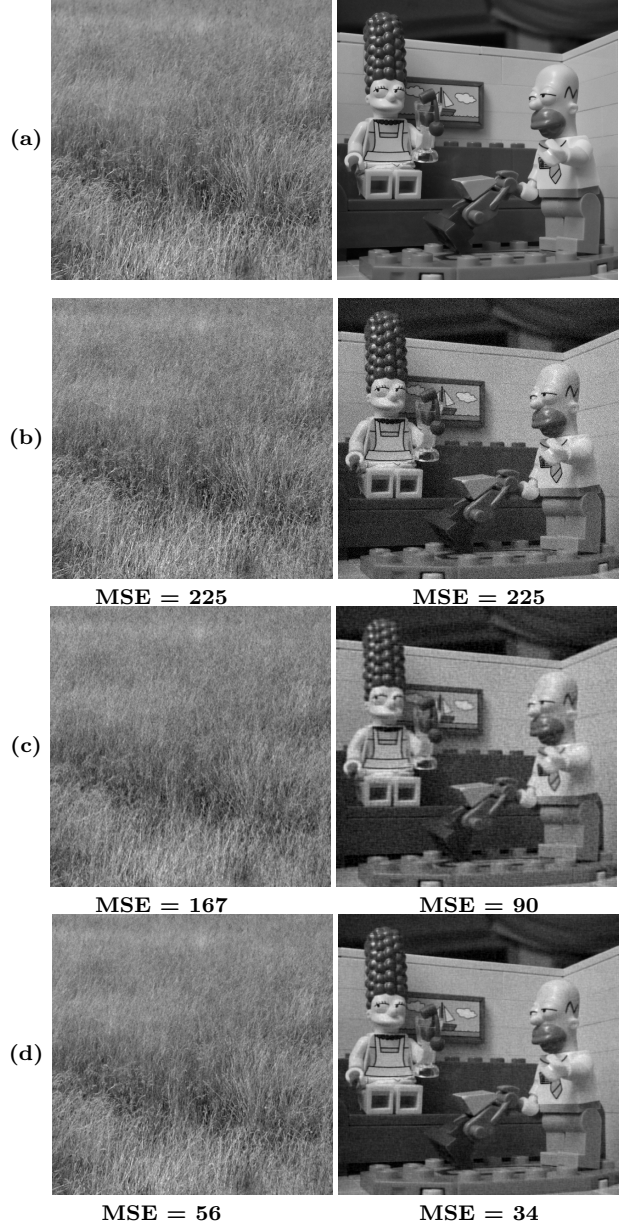 (a)
(b)
MSE = 225 MSE = 225
(c)
MSE = 167 MSE = 90
(d)
MSE = 56 MSE = 34